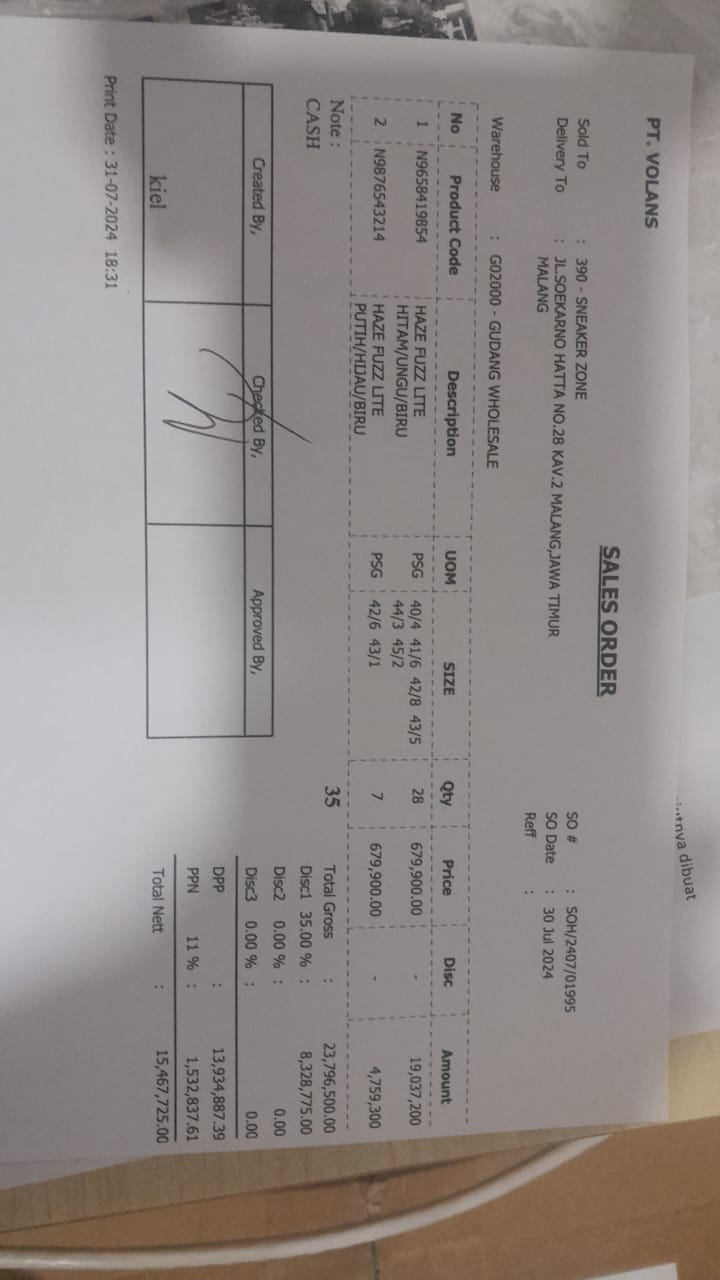 PT. VOLANS
SALES ORDER
Sold To : 390 - SNEAKER ZONE
Delivery To : JL.SOEKARNO HATTA NO.28 KAV.2 MALANG,JAWA TIMUR
MALANG
SO # : SOH/2407/01995
SO Date : 30 Jul 2024
Reff :
Warehouse : G02000 - GUDANG WHOLESALE
No Product Code Description UOM SIZE Qty Price Disc Amount
1 N9658419854 HAZE FUZZ LITE PSG 40/4 41/6 42/8 43/5 28 679,900.00 - 19,037,200
HITAM/UNGU/BIRU 44/3 45/2
2 N9876543214 HAZE FUZZ LITE PSG 42/6 43/1 7 679,900.00 - 4,759,300
PUTIH/HIJAU/BIRU
Note :
CASH
35 Total Gross : 23,796,500.00
Disc1 35.00 % : 8,328,775.00
Disc2 0.00 % : 0.00
Disc3 0.00 % : 0.00
DPP : 13,934,887.39
PPN 11 % : 1,532,837.61
Total Nett : 15,467,725.00
Created By, Checked By, Approved By,
kiel
Print Date : 31-07-2024 18:31
dibuat